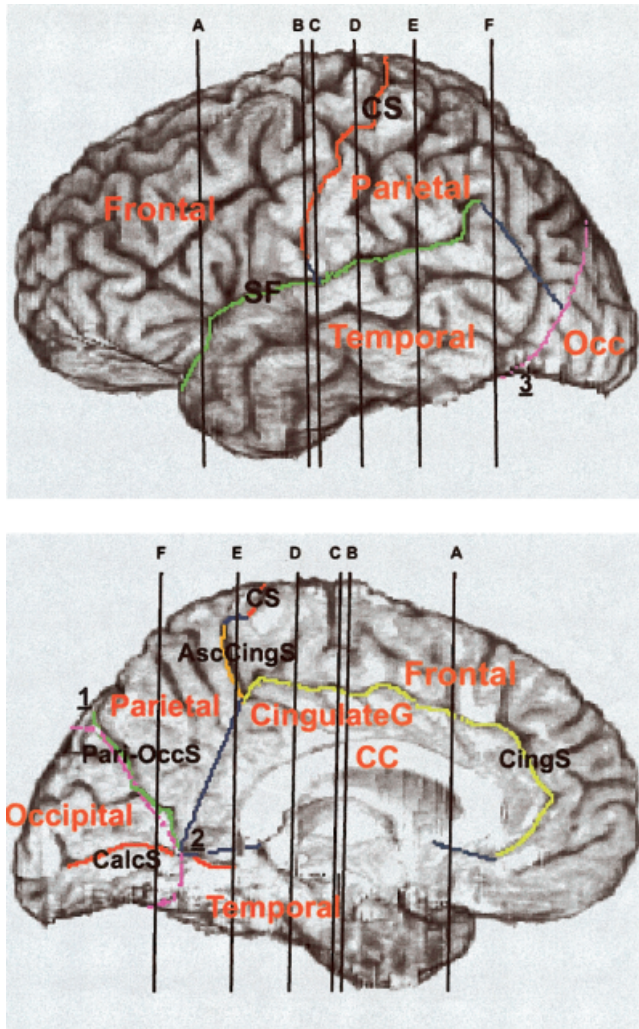 A B C D E F
CS
Parietal
Frontal
SF
Temporal Occ
3
F E D C B A
CS
AscCingS
Frontal
1 Parietal
CingulateG
Pari-OccS CC CingS
Occipital
2
CalcS
Temporal